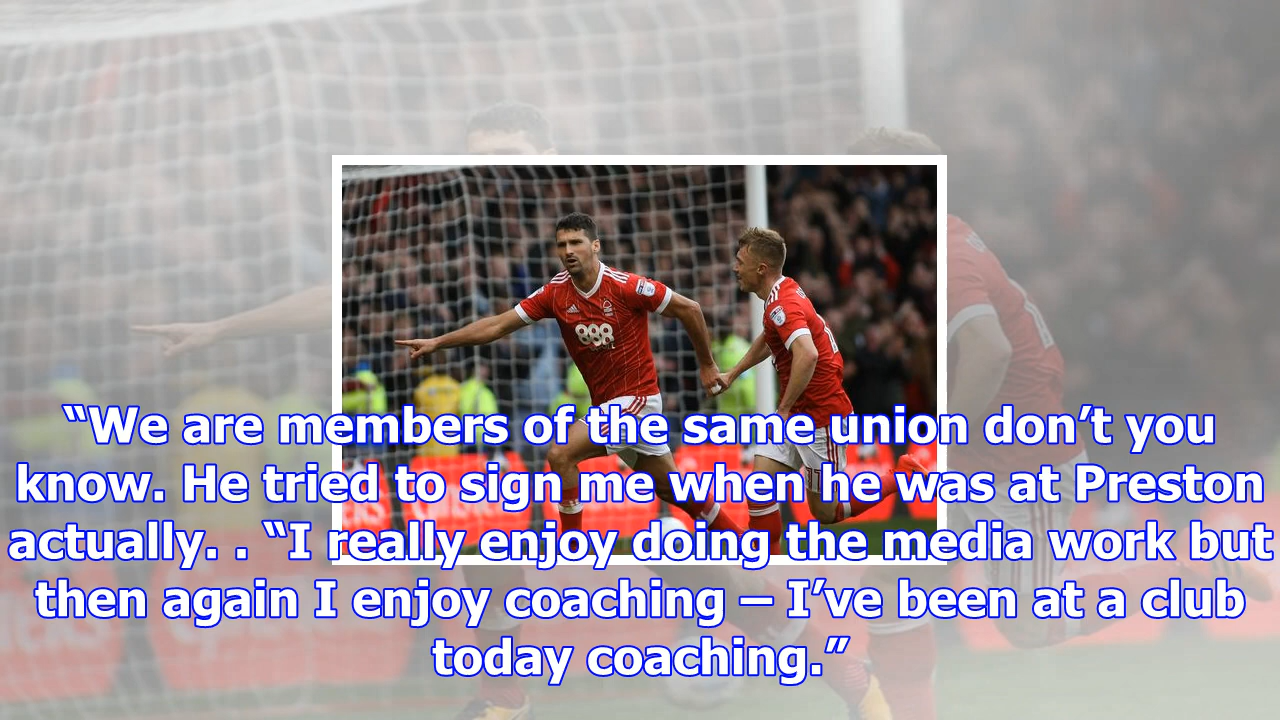 “We are members of the same union don’t you
know. He tried to sign me when he was at Preston
actually. . “I really enjoy doing the media work but
then again I enjoy coaching – I’ve been at a club
today coaching.”
888